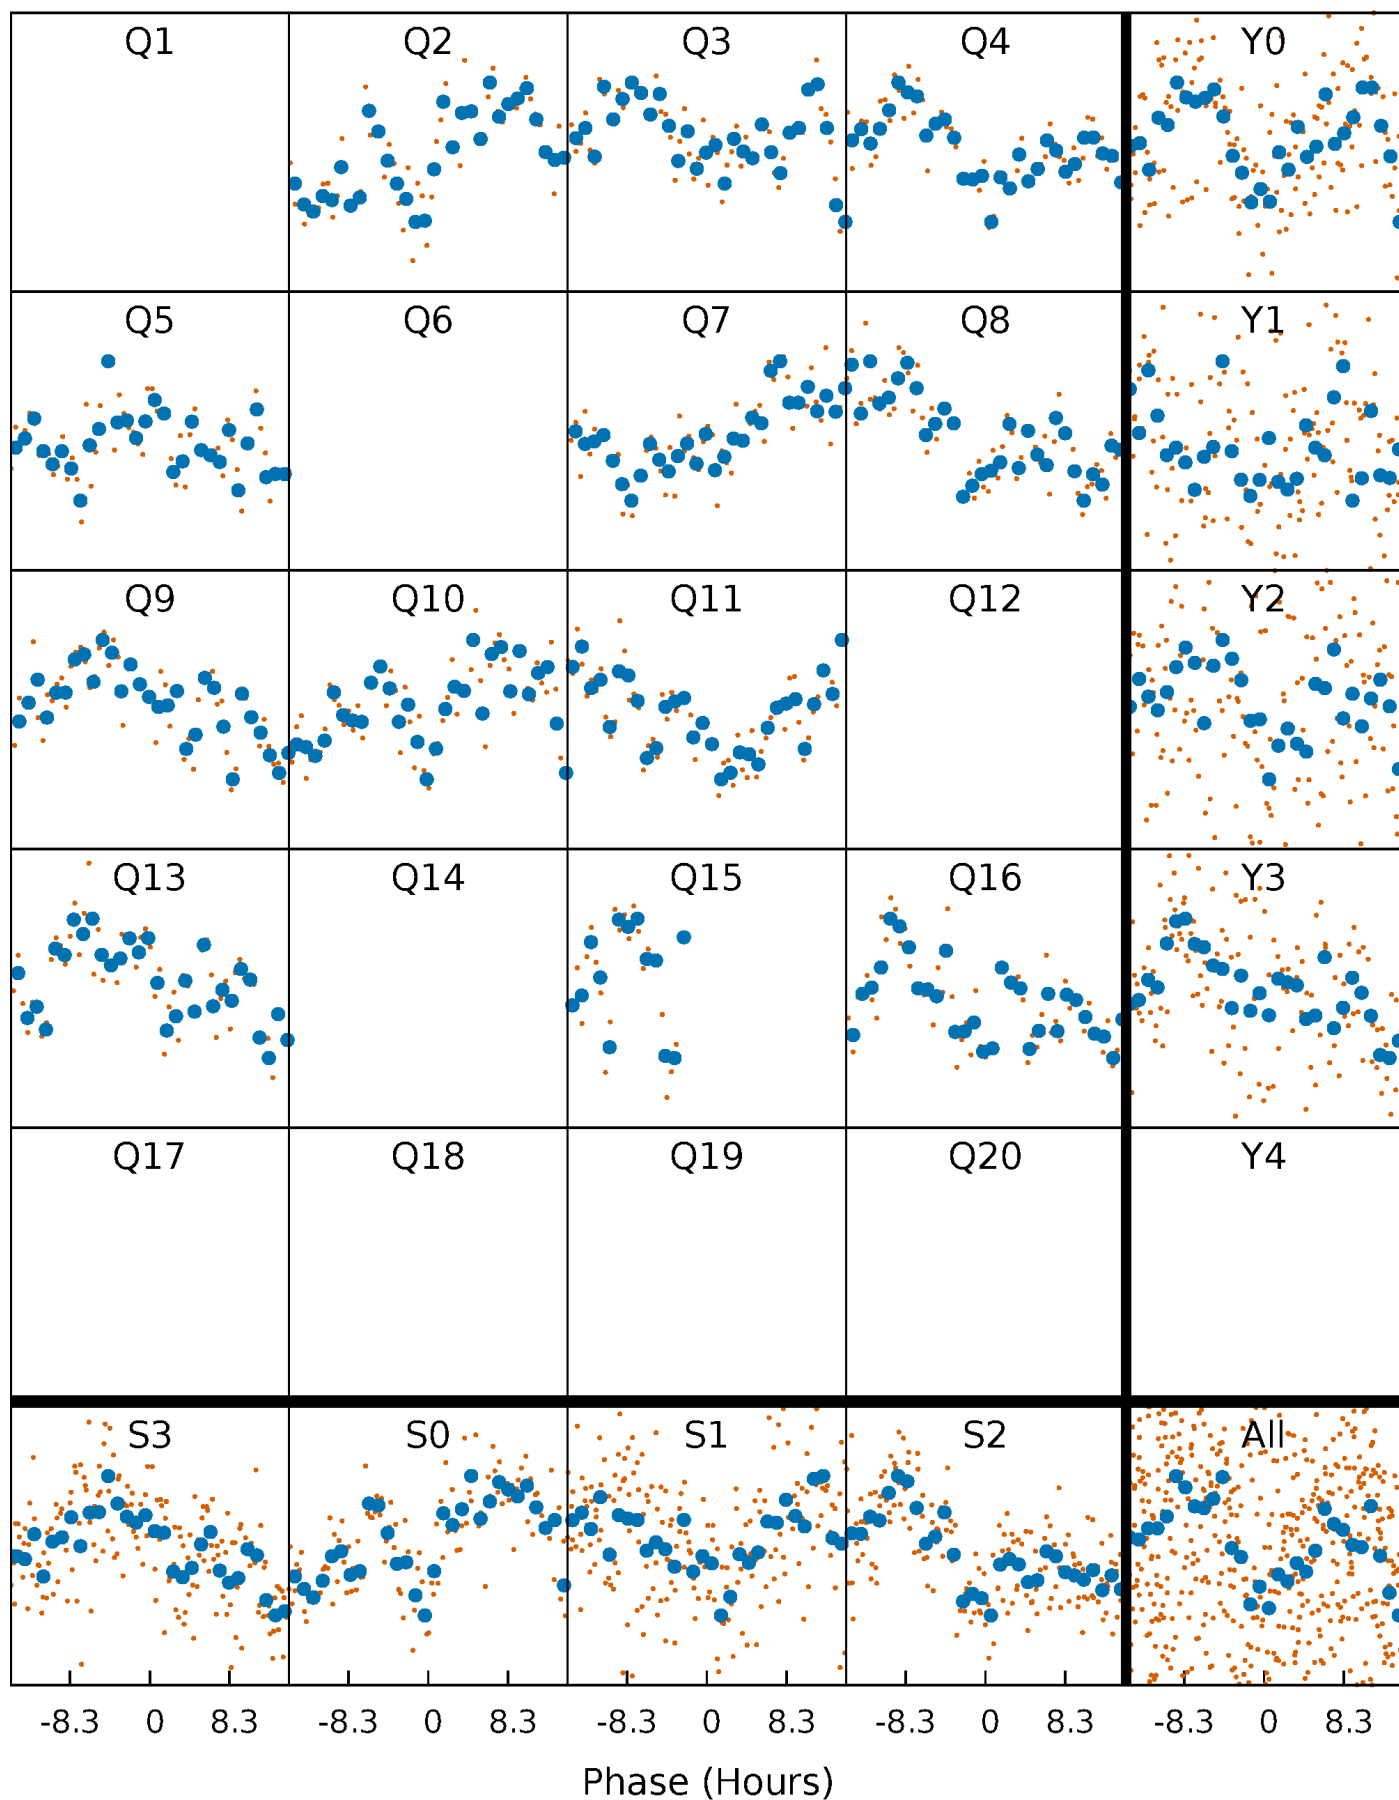 Q1 Q2 Q3 Q4 Y0
Q5 Q6 Q7 Q8 Y1
Q9 Q10 Q11 Q12 Y2
Q13 Q14 Q15 Q16 Y3
Q17 Q18 Q19 Q20 Y4
S3 S0 S1 S2 All
-8.3 0 8.3 -8.3 0 8.3 -8.3 0 8.3 -8.3 0 8.3 -8.3 0 8.3
Phase (Hours)